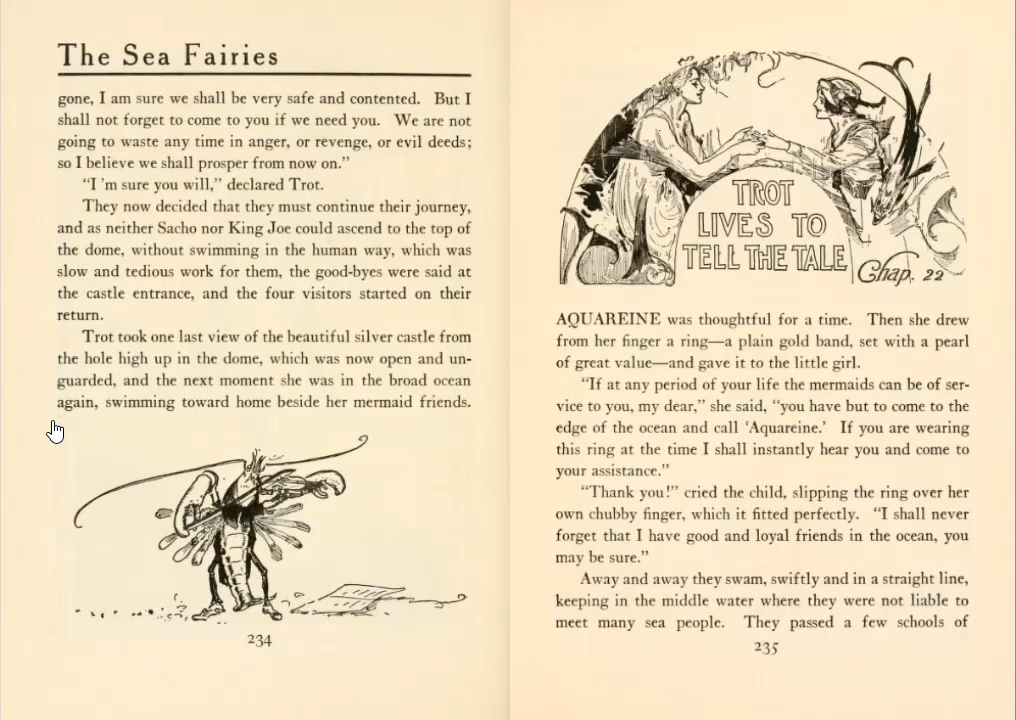 The Sea Fairies
gone, I am sure we shall be very safe and contented. But I
shall not forget to come to you if we need you. We are not
going to waste any time in anger, or revenge, or evil deeds;
so I believe we shall prosper from now on."
"I 'm sure you will," declared Trot.
They now decided that they must continue their journey,
and as neither Sacho nor King Joe could ascend to the top of
the dome, without swimming in the human way, which was
slow and tedious work for them, the good-byes were said at
the castle entrance, and the four visitors started on their
return.
Trot took one last view of the beautiful silver castle from
the hole high up in the dome, which was now open and un-
guarded, and the next moment she was in the broad ocean
again, swimming toward home beside her mermaid friends.
234
TROT
LIVES TO
TELL THE TALE
Chap. 22
AQUAREINE was thoughtful for a time. Then she drew
from her finger a ring—a plain gold band, set with a pearl
of great value—and gave it to the little girl.
"If at any period of your life the mermaids can be of ser-
vice to you, my dear," she said, "you have but to come to the
edge of the ocean and call 'Aquareine.' If you are wearing
this ring at the time I shall instantly hear you and come to
your assistance."
"Thank you!" cried the child, slipping the ring over her
own chubby finger, which it fitted perfectly. "I shall never
forget that I have good and loyal friends in the ocean, you
may be sure."
Away and away they swam, swiftly and in a straight line,
keeping in the middle water where they were not liable to
meet many sea people. They passed a few schools of
235